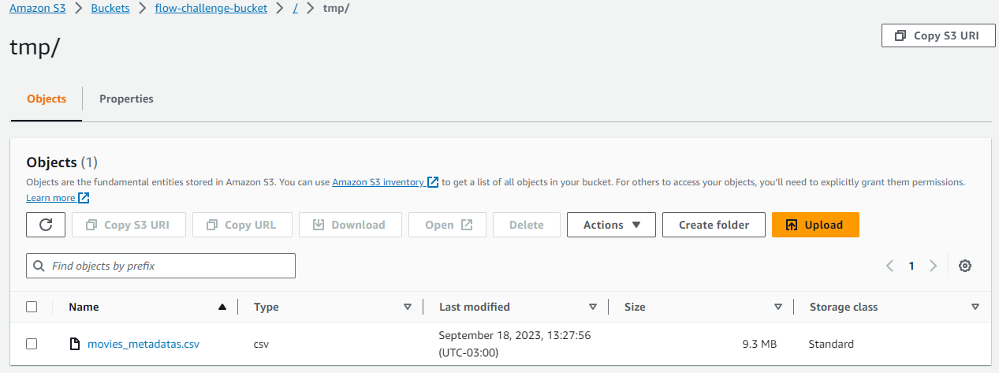 Amazon S3 > Buckets > flow-challenge-bucket > / > tmp/
tmp/
Copy S3 URI
Objects
Properties
Objects (1)
Objects are the fundamental entities stored in Amazon S3. You can use Amazon S3 inventory to get a list of all objects in your bucket. For others to access your objects, you'll need to explicitly grant them permissions.
Learn more
Copy S3 URI
Copy URL
Download
Open
Delete
Actions
Create folder
Upload
Find objects by prefix
1
Name Type Last modified Size Storage class
movies_metadatas.csv csv September 18, 2023, 13:27:56 9.3 MB Standard
(UTC-03:00)